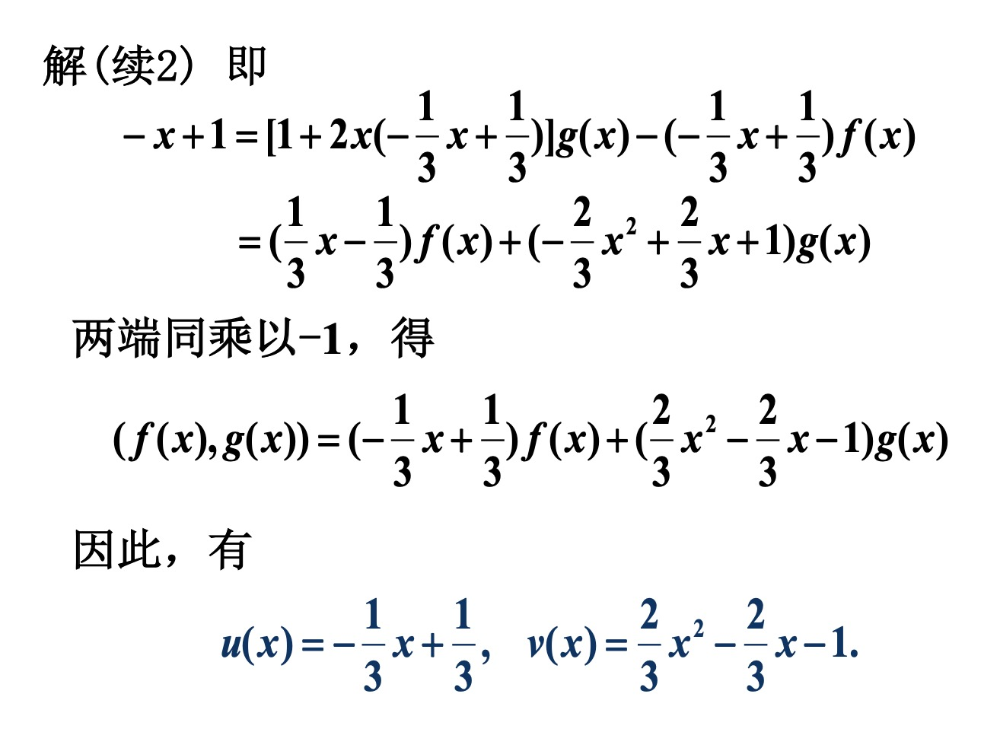 解(续2) 即
$-x+1=[1+2x(-\frac{1}{3}x+\frac{1}{3})]g(x)-(-\frac{1}{3}x+\frac{1}{3})f(x)$
$=(\frac{1}{3}x-\frac{1}{3})f(x)+(-\frac{2}{3}x^2+\frac{2}{3}x+1)g(x)$
两端同乘以-1，得
$(f(x),g(x))=(-\frac{1}{3}x+\frac{1}{3})f(x)+(\frac{2}{3}x^2-\frac{2}{3}x-1)g(x)$
因此，有
$u(x)=-\frac{1}{3}x+\frac{1}{3},\quad v(x)=\frac{2}{3}x^2-\frac{2}{3}x-1.$